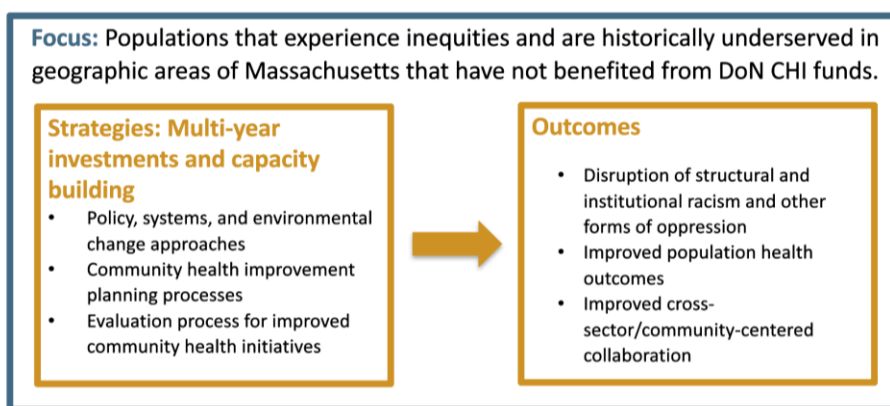 Focus: Populations that experience inequities and are historically underserved in
geographic areas of Massachusetts that have not benefited from DoN CHI funds.
Strategies: Multi-year
investments and capacity
building
• Policy, systems, and environmental
change approaches
• Community health improvement
planning processes
• Evaluation process for improved
community health initiatives
Outcomes
• Disruption of structural and
institutional racism and other
forms of oppression
• Improved population health
outcomes
• Improved cross-
sector/community-centered
collaboration